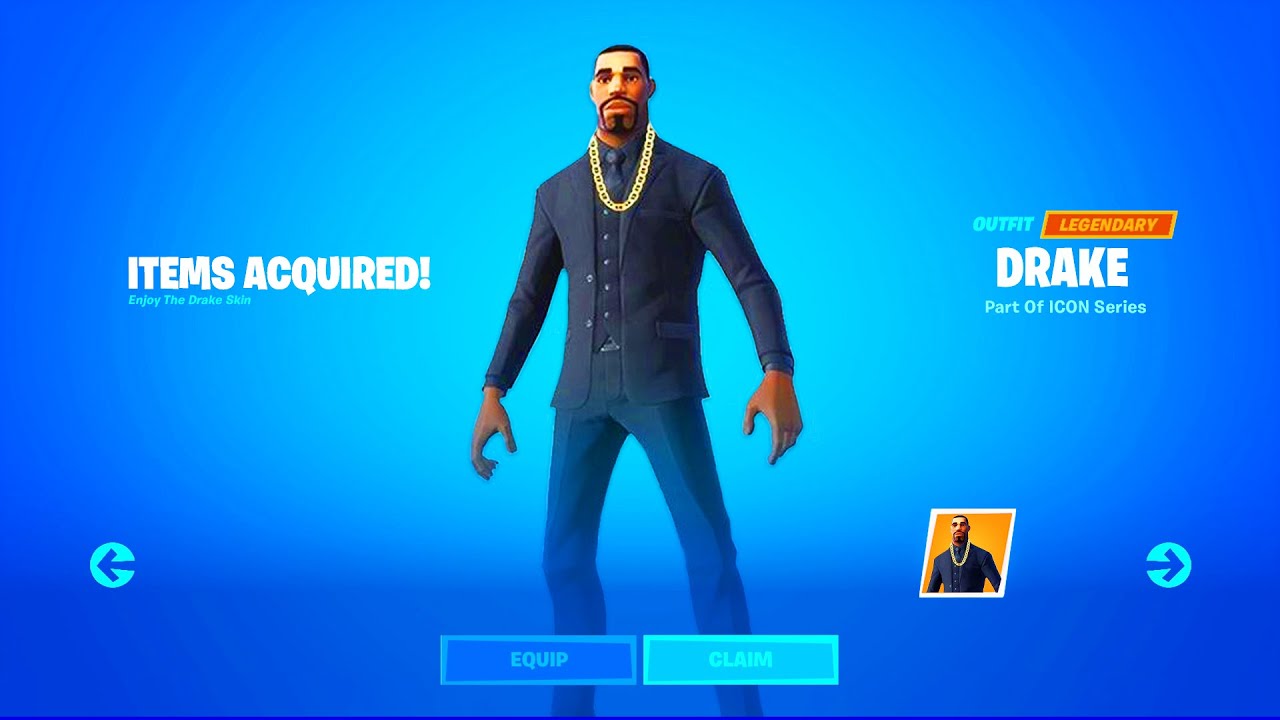 ITEMS ACQUIRED!
Enjoy The Drake Skin
OUTFIT LEGENDARY
DRAKE
Part Of ICON Series
EQUIP
CLAIM